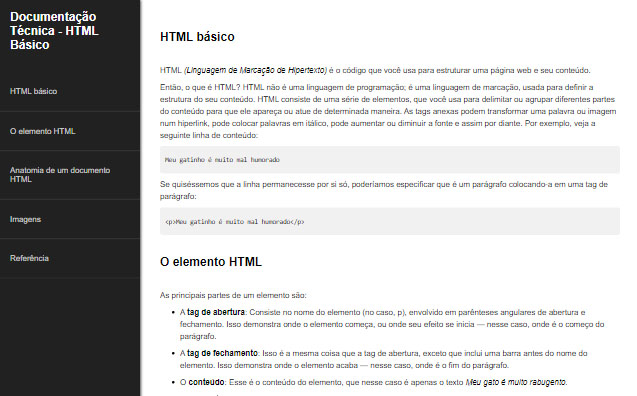 Documentação
Técnica - HTML
Básico
HTML básico
O elemento HTML
Anatomia de um documento
HTML
Imagens
Referência
HTML básico
HTML (Linguagem de Marcação de Hipertexto) é o código que você usa para estruturar uma página web e seu conteúdo.
Então, o que é HTML? HTML não é uma linguagem de programação; é uma linguagem de marcação, usada para definir a
estrutura do seu conteúdo. HTML consiste de uma série de elementos, que você usa para delimitar ou agrupar diferentes partes
do conteúdo para que ele apareça ou atue de determinada maneira. As tags anexas podem transformar uma palavra ou imagem
num hiperlink, pode colocar palavras em itálico, pode aumentar ou diminuir a fonte e assim por diante. Por exemplo, veja a
seguinte linha de conteúdo:
Meu gatinho é muito mal humorado
Se quiséssemos que a linha permanecesse por si só, poderíamos especificar que é um parágrafo colocando-a em uma tag de
parágrafo:
<p>Meu gatinho é muito mal humorado</p>
O elemento HTML
As principais partes de um elemento são:
• A tag de abertura: Consiste no nome do elemento (no caso, p), envolvido em parênteses angulares de abertura e
fechamento. Isso demonstra onde o elemento começa, ou onde seu efeito se inicia — nesse caso, onde é o começo do
parágrafo.
• A tag de fechamento: Isso é a mesma coisa que a tag de abertura, exceto que inclui uma barra antes do nome do
elemento. Isso demonstra onde o elemento acaba — nesse caso, onde é o fim do parágrafo.
• O conteúdo: Esse é o conteúdo do elemento, que nesse caso é apenas o texto Meu gato é muito rabugento.